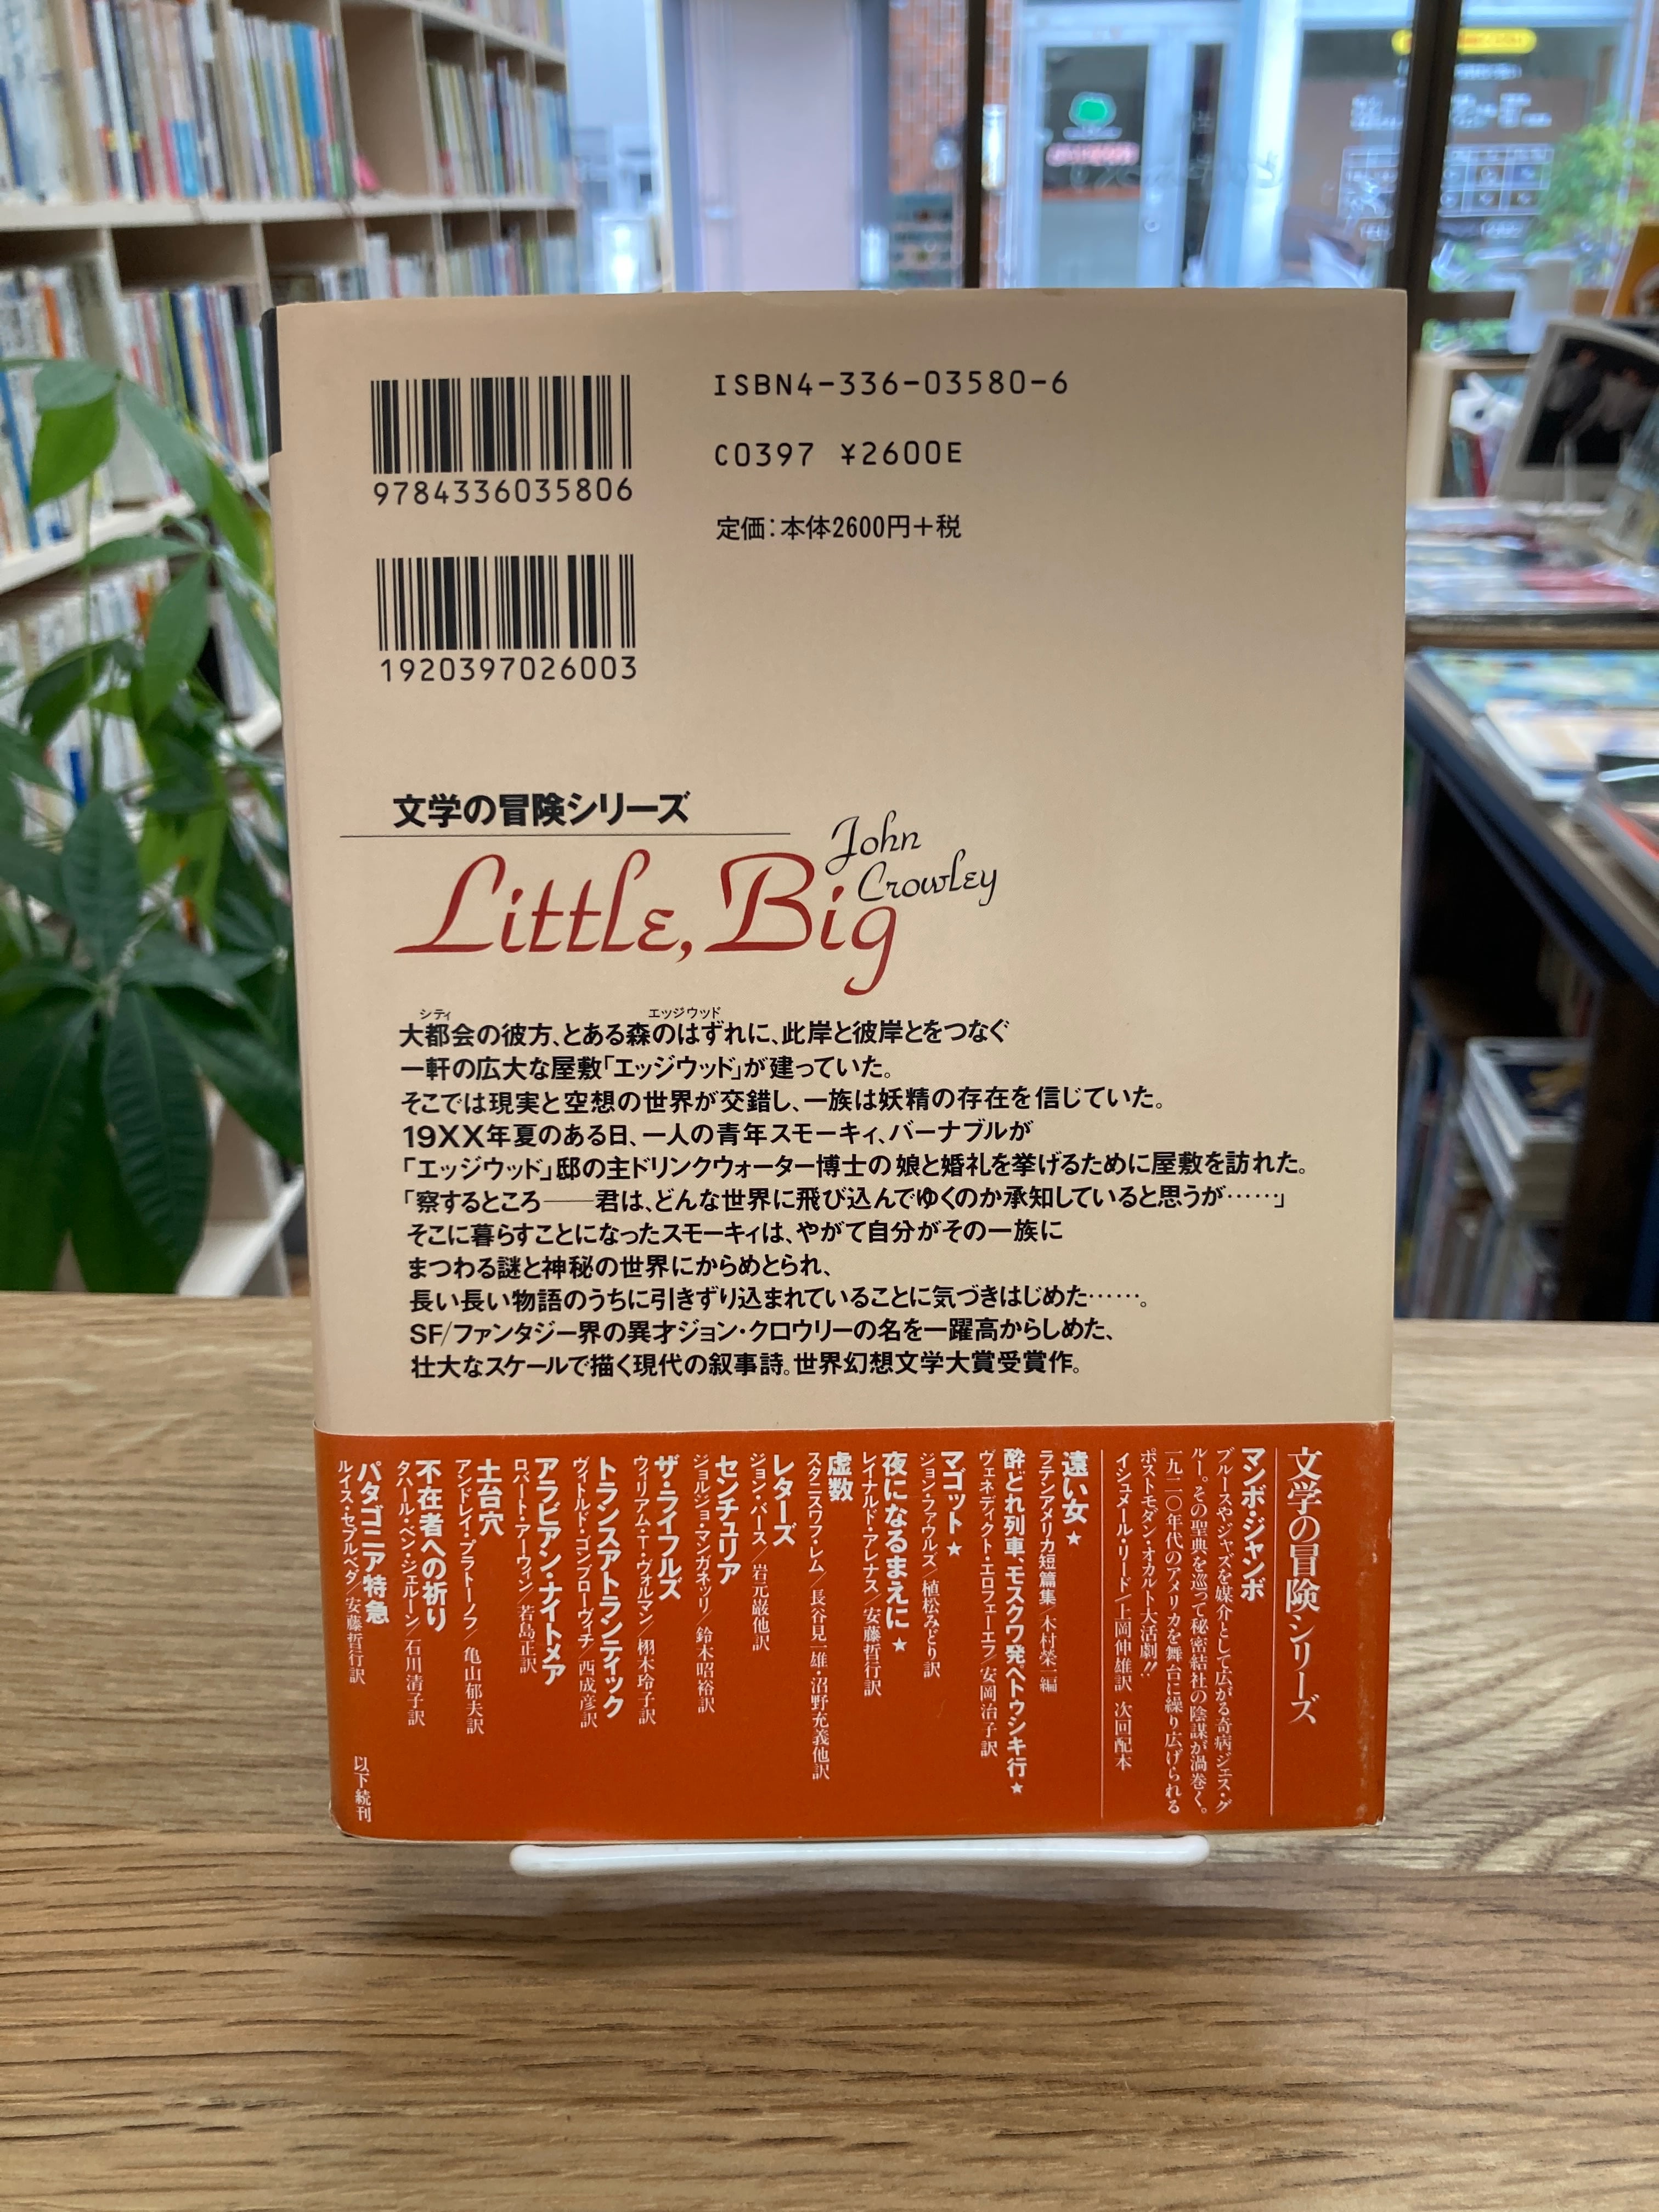 ISBN4-336-03580-6
C0397 ¥2600E
定価：本体2600円＋税
9784336035806
1920397026003
文学の冒険シリーズ
Little, Big
John
Crowley
シティ
エッジウッド
大都会の彼方、とある森のはずれに、此岸と彼岸とをつなぐ
一軒の広大な屋敷「エッジウッド」が建っていた。
そこでは現実と空想の世界が交錯し、一族は妖精の存在を信じていた。
19XX年夏のある日、一人の青年スモーキィ、バーナブルが
「エッジウッド」邸の主ドリンクウォーター博士の娘と婚礼を挙げるために屋敷を訪れた。
「察するところ――君は、どんな世界に飛び込んでゆくのか承知していると思うが……」
そこに暮らすことになったスモーキィは、やがて自分がその一族に
まつわる謎と神秘の世界にからめとられ、
長い長い物語のうちに引きずり込まれていることに気づきはじめた……。
SF/ファンタジー界の異才ジョン・クロウリーの名を一躍高からしめた、
壮大なスケールで描く現代の叙事詩。世界幻想文学大賞受賞作。
文学の冒険シリーズ
マンボ・ジャンボ
ブルースやジャズを媒介として広がる奇病ジェス・グ
ルー。その聖典を巡って秘密結社の陰謀が渦巻く。
一九二〇年代のアメリカを舞台に繰り広げられる
ポストモダン・オカルト大活劇!!
イシュメール・リード／上岡伸雄訳 次回配本
遠い女★
ラテンアメリカ短篇集／木村榮一編
酔どれ列車、モスクワ発ペトゥシキ行★
ヴェネディクト・エロフェーエフ／安岡治子訳
マゴット★
ジョン・ファウルズ／植松みどり訳
夜になるまえに★
レイナルド・アレナス／安藤哲行訳
虚数
スタニスワフ・レム／長谷見一雄・沼野充義他訳
レターズ
ジョン・バース／岩元巌他訳
センチュリア
ジョルジョ・マンガネッリ／鈴木昭裕訳
ザ・ライフルズ
ウィリアム・T・ヴォルマン／栩木玲子訳
トランスアトランティック
ヴィトルド・ゴンブローヴィチ／西成彦訳
アラビアン・ナイトメア
ロバート・アーウィン／若島正訳
土台穴
アンドレイ・プラトーノフ／亀山郁夫訳
不在者への祈り
タハール・ベン・ジェルーン／石川清子訳
パタゴニア特急
ルイス・セプルベダ／安藤哲行訳
以下続刊